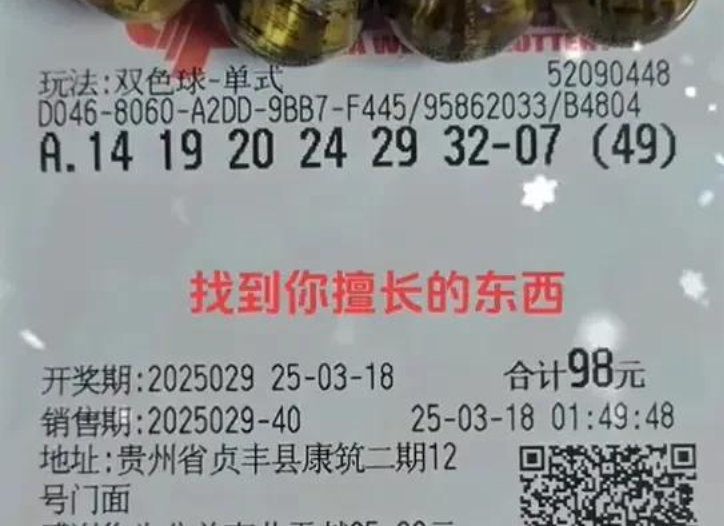 玩法:双色球-单式 52090448
D046-8060-A2DD-9BB7-F445/95862033/B4804
A.14 19 20 24 29 32-07 (49)
找到你擅长的东西
开奖期:2025029 25-03-18 合计98元
销售期:2025029-40 25-03-18 01:49:48
地址:贵州省贞丰县康筑二期12
号门面